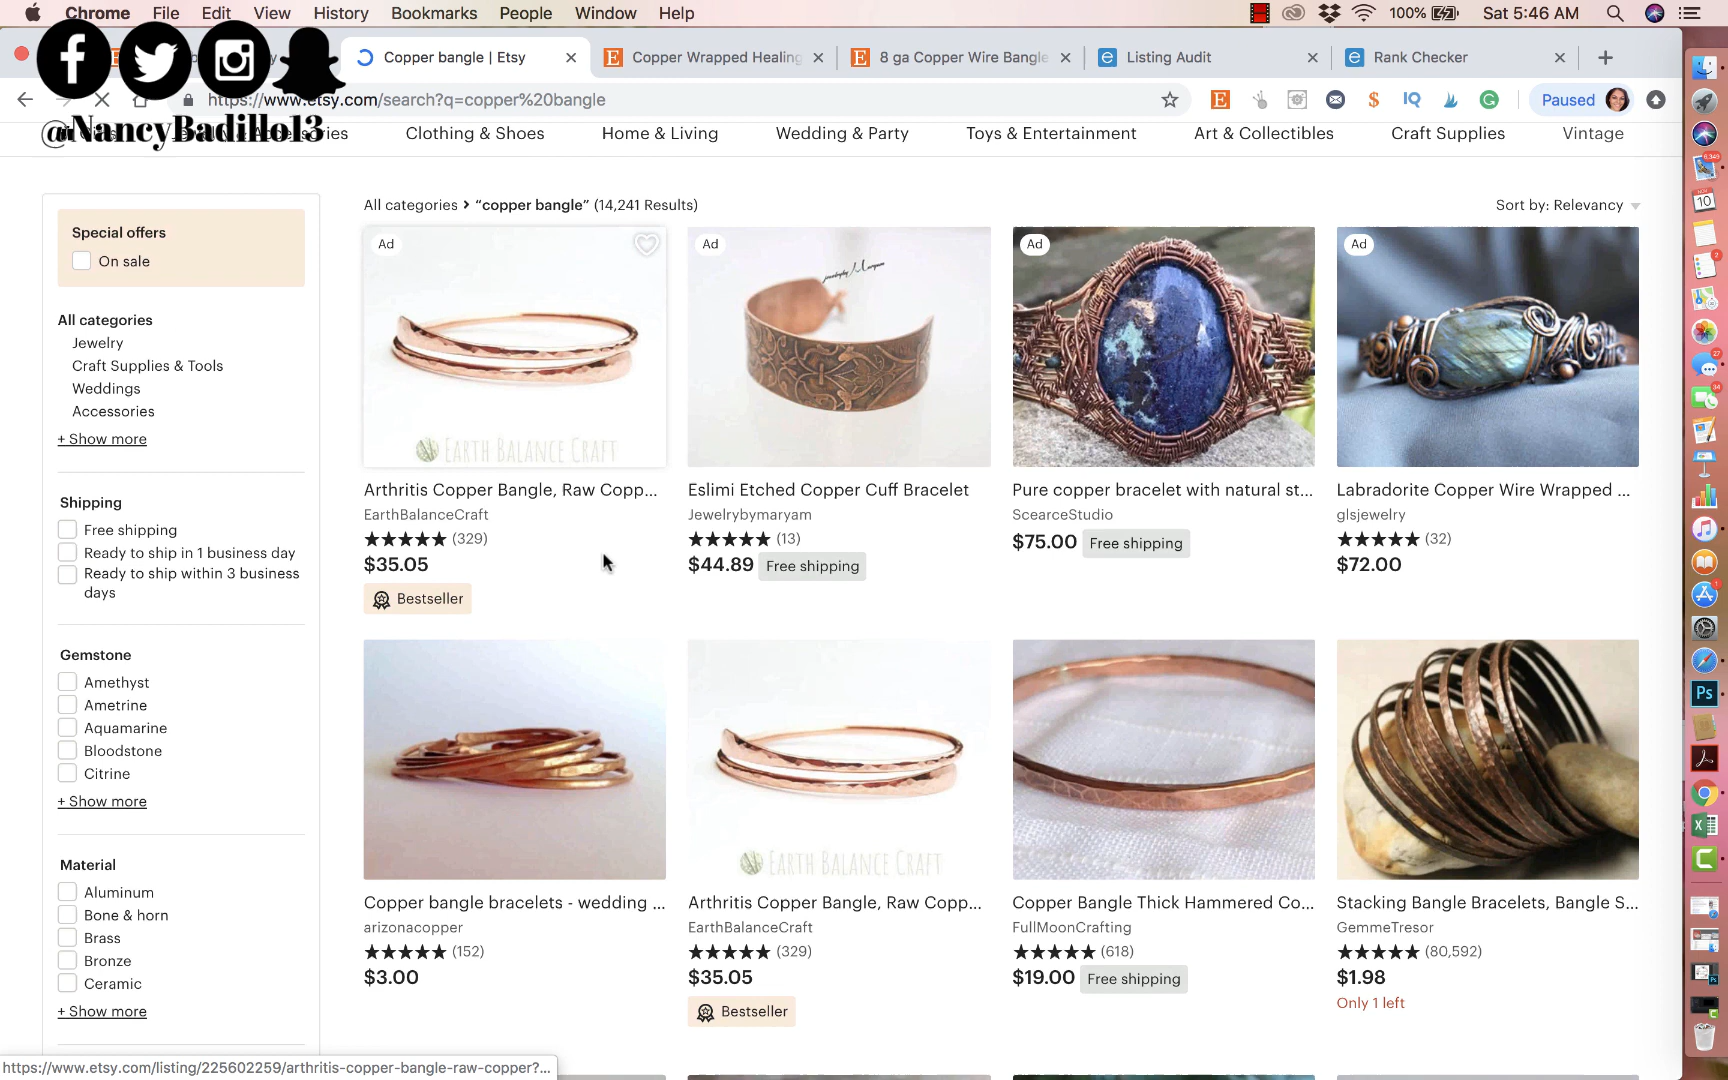 Chrome File Edit View History Bookmarks People Window Help
100% Sat 5:46 AM
Copper bangle | Etsy
Copper Wrapped Healing
8 ga Copper Wire Bangle
Listing Audit
Rank Checker
https://www.etsy.com/search?q=copper%20bangle
Paused
@NancyBadillo13
Clothing & Shoes
Home & Living
Wedding & Party
Toys & Entertainment
Art & Collectibles
Craft Supplies
Vintage
Special offers
On sale
All categories
Jewelry
Craft Supplies & Tools
Weddings
Accessories
+ Show more
Shipping
Free shipping
Ready to ship in 1 business day
Ready to ship within 3 business
days
Gemstone
Amethyst
Ametrine
Aquamarine
Bloodstone
Citrine
+ Show more
Material
Aluminum
Bone & horn
Brass
Bronze
Ceramic
+ Show more
All categories > “copper bangle” (14,241 Results)
Sort by: Relevancy
Ad
EARTH BALANCE CRAFT
Arthritis Copper Bangle, Raw Copp...
EarthBalanceCraft
★★★★★ (329)
$35.05
Bestseller
Ad
Eslimi Etched Copper Cuff Bracelet
Jewelrybymaryam
★★★★★ (13)
$44.89 Free shipping
Ad
Pure copper bracelet with natural st...
ScearceStudio
$75.00 Free shipping
Ad
Labradorite Copper Wire Wrapped ...
glsjewelry
★★★★★ (32)
$72.00
Copper bangle bracelets - wedding ...
arizonacopper
★★★★★ (152)
$3.00
EARTH BALANCE CRAFT
Arthritis Copper Bangle, Raw Copp...
EarthBalanceCraft
★★★★★ (329)
$35.05
Bestseller
Copper Bangle Thick Hammered Co...
FullMoonCrafting
★★★★★ (618)
$19.00 Free shipping
Stacking Bangle Bracelets, Bangle S...
GemmeTresor
★★★★★ (80,592)
$1.98
Only 1 left
https://www.etsy.com/listing/225602259/arthritis-copper-bangle-raw-copper?...